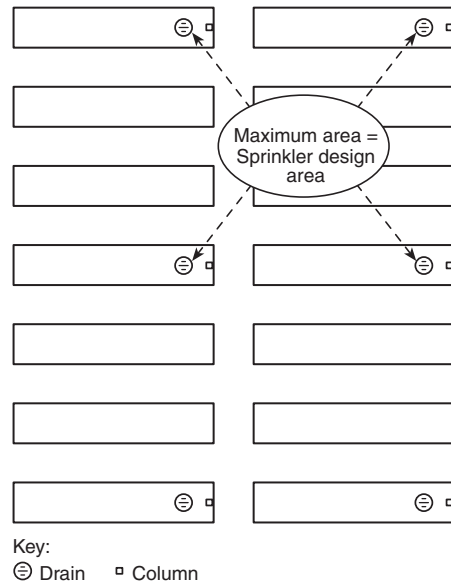 Maximum area =
Sprinkler design
area
Key:
Drain Column